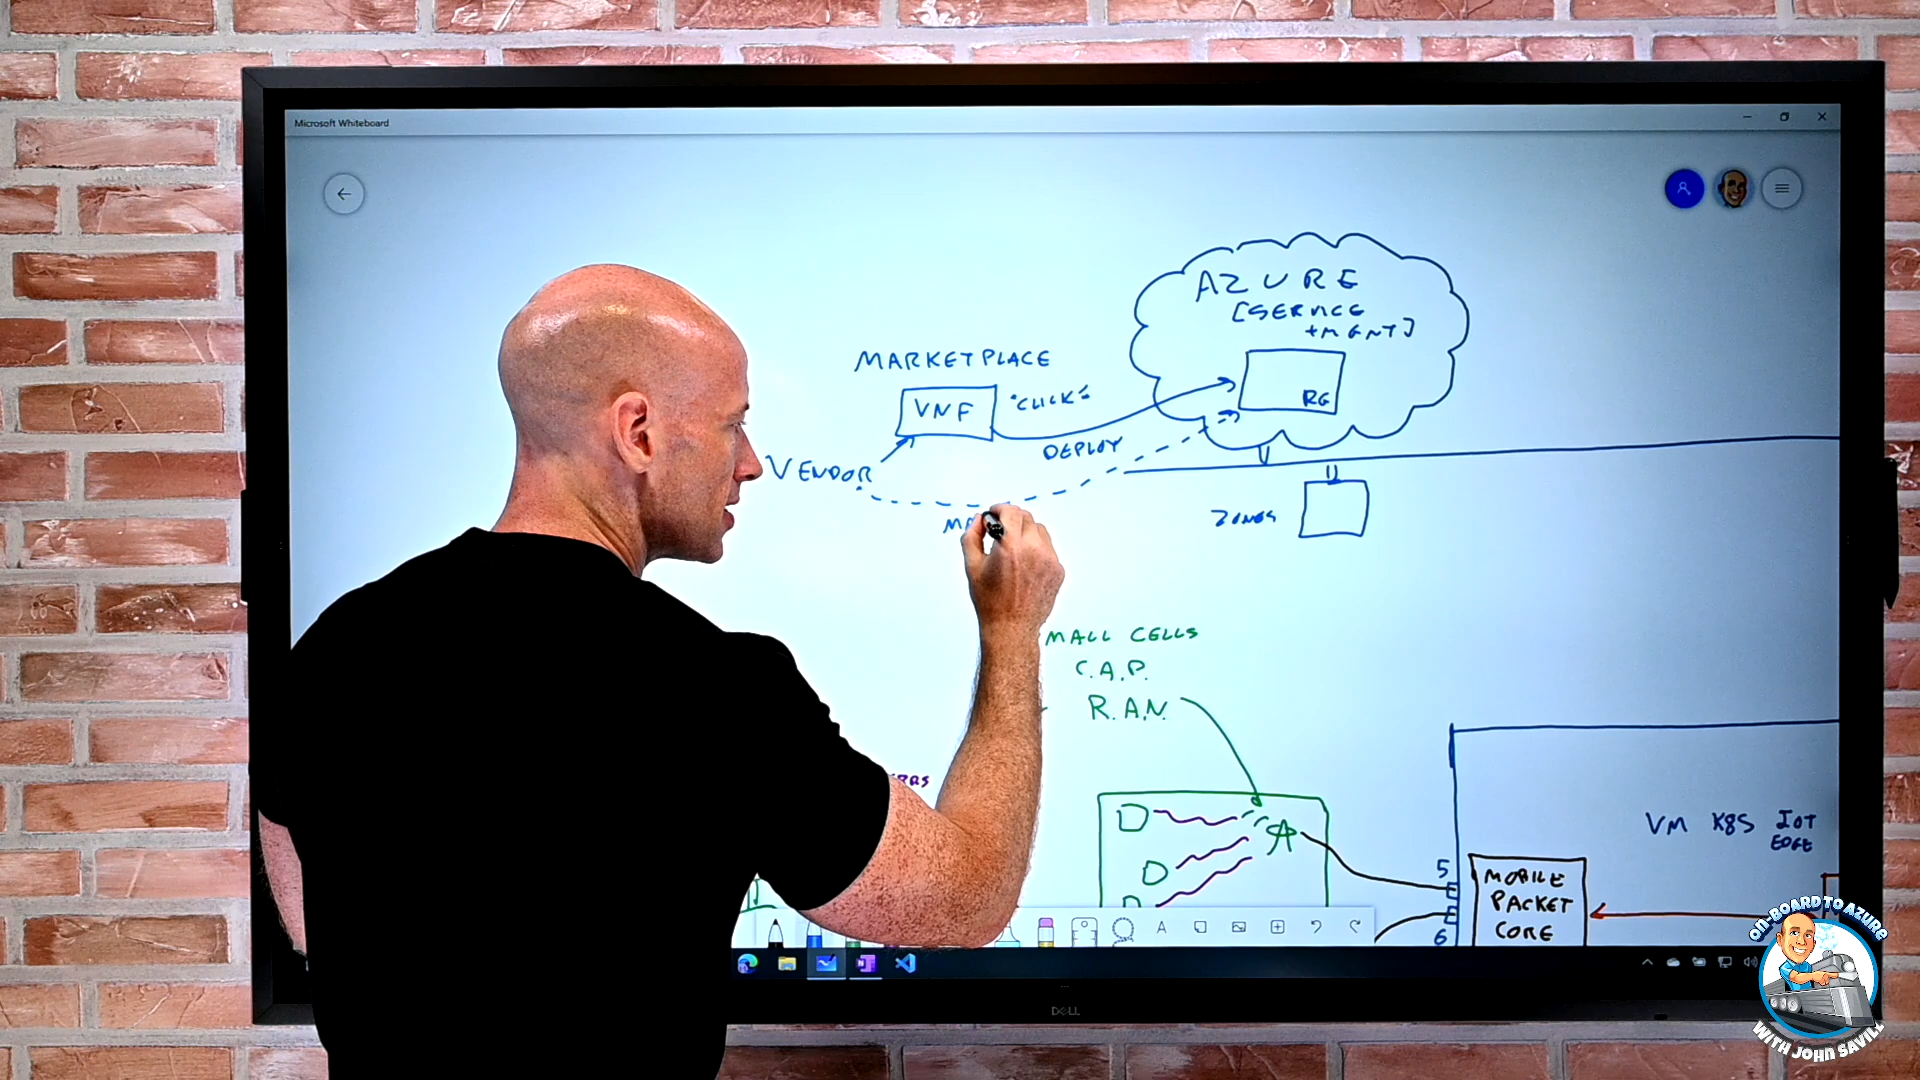 Microsoft Whiteboard
AZURE
[SERVICE
+MGMT]
MARKETPLACE
VNF
"CLICK"
RG
DEPLOY
VENDOR
MA
ZONES
MALL CELLS
C.A.P.
R.A.N.
VM K8S IOT
EDGE
5
MOBILE
PACKET
CORE
6
DELL
ON-BOARD TO AZURE
WITH JOHN SAVILL